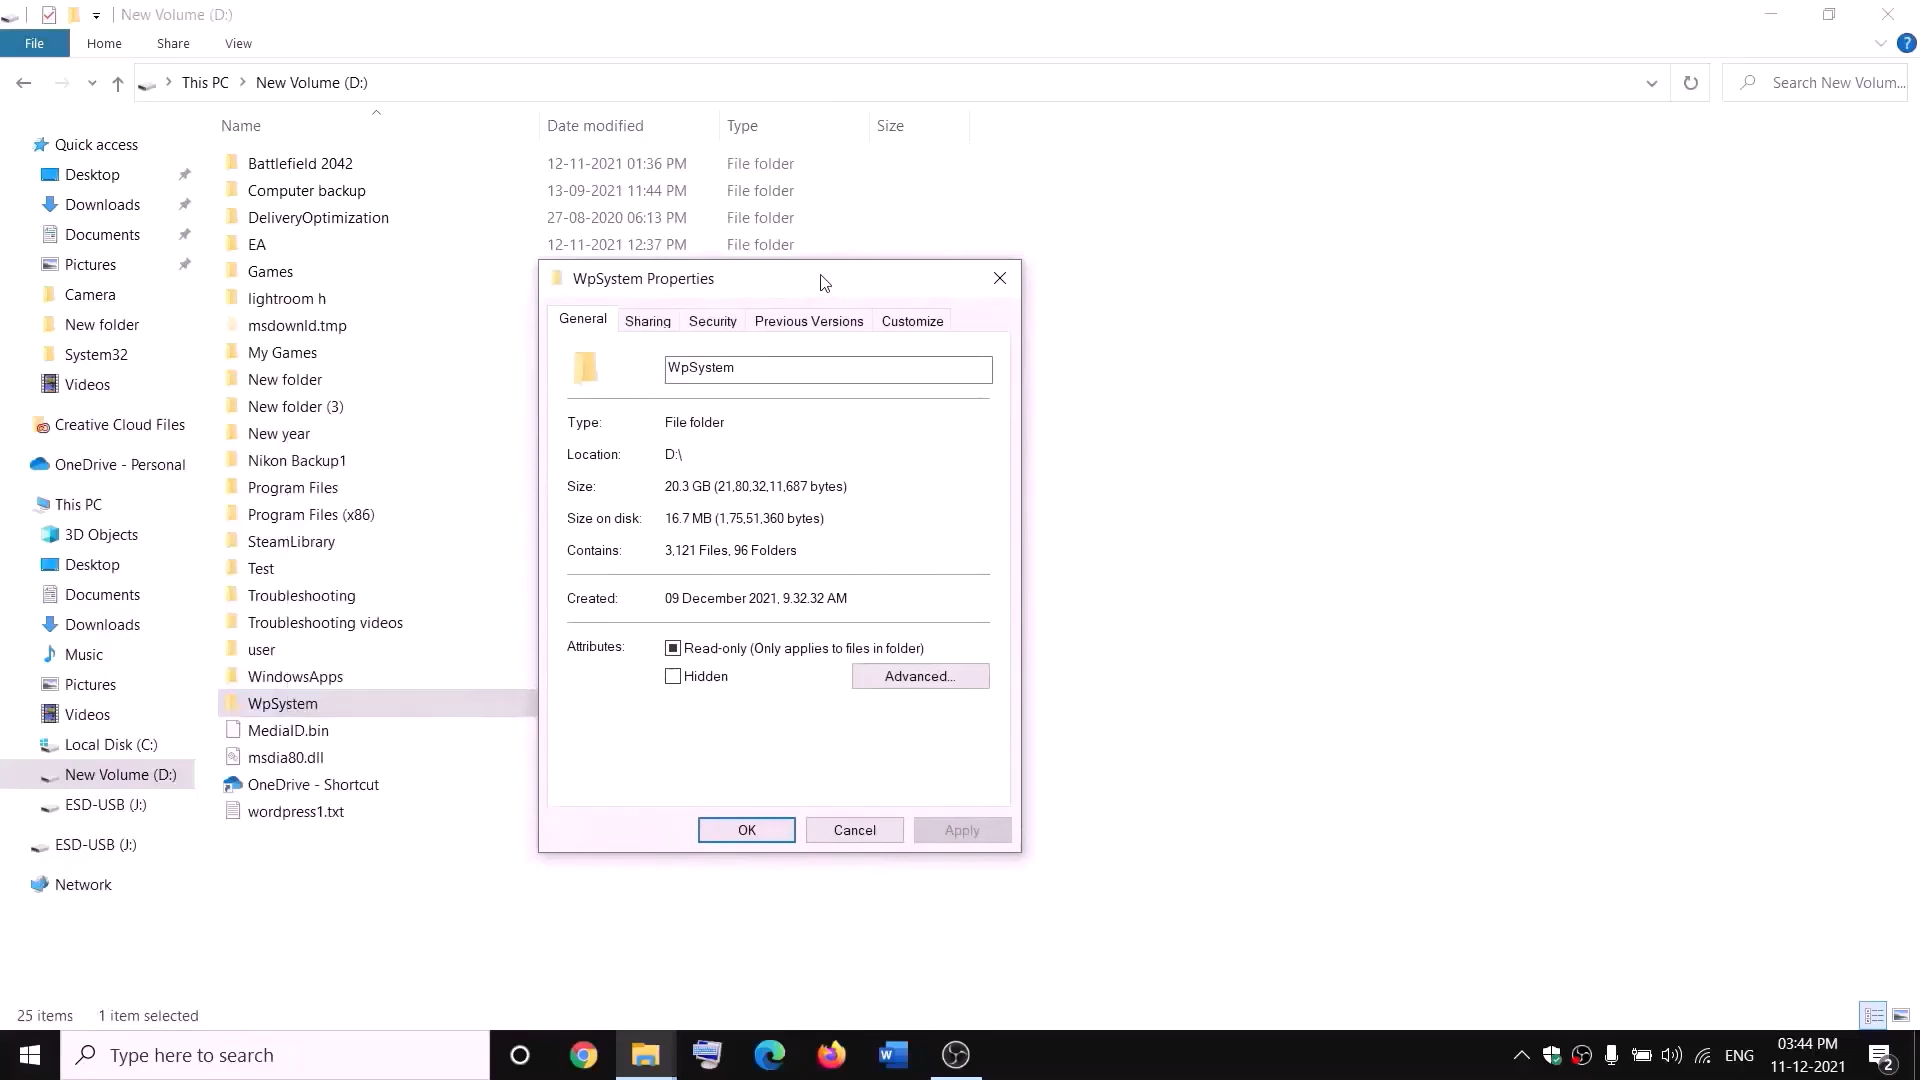 New Volume (D:)
File Home Share View
This PC New Volume (D:) Search New Volum...
Name Date modified Type Size
Quick access
Desktop
Downloads
Documents
Pictures
Camera
New folder
System32
Videos
Creative Cloud Files
OneDrive - Personal
This PC
3D Objects
Desktop
Documents
Downloads
Music
Pictures
Videos
Local Disk (C:)
New Volume (D:)
ESD-USB (J:)
ESD-USB (J:)
Network
Battlefield 2042 12-11-2021 01:36 PM File folder
Computer backup 13-09-2021 11:44 PM File folder
DeliveryOptimization 27-08-2020 06:13 PM File folder
EA 12-11-2021 12:37 PM File folder
Games
lightroom h
msdownld.tmp
My Games
New folder
New folder (3)
New year
Nikon Backup1
Program Files
Program Files (x86)
SteamLibrary
Test
Troubleshooting
Troubleshooting videos
user
WindowsApps
WpSystem
MediaID.bin
msdia80.dll
OneDrive - Shortcut
wordpress1.txt
WpSystem Properties
General Sharing Security Previous Versions Customize
WpSystem
Type: File folder
Location: D:\
Size: 20.3 GB (21,80,32,11,687 bytes)
Size on disk: 16.7 MB (1,75,51,360 bytes)
Contains: 3,121 Files, 96 Folders
Created: 09 December 2021, 9.32.32 AM
Attributes: Read-only (Only applies to files in folder)
Hidden Advanced...
OK Cancel Apply
25 items 1 item selected
Type here to search
ENG
03:44 PM
11-12-2021
2